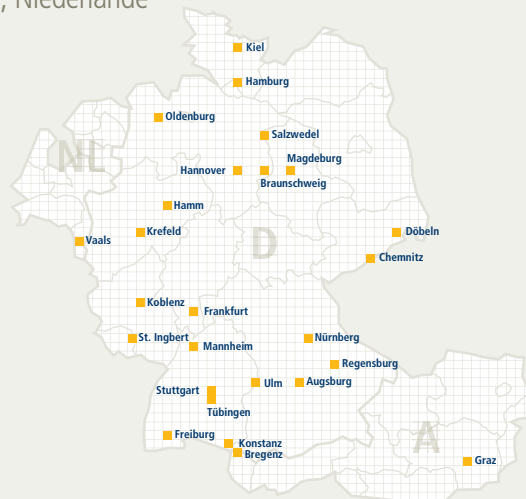 , Niederlande
Kiel
Hamburg
Oldenburg
Salzwedel
Magdeburg
Hannover
Braunschweig
NL
Hamm
Krefeld
Vaals
D
Döbeln
Chemnitz
Koblenz
Frankfurt
St. Ingbert
Mannheim
Nürnberg
Regensburg
Stuttgart
Ulm
Augsburg
Tübingen
Freiburg
Konstanz
Bregenz
A
Graz